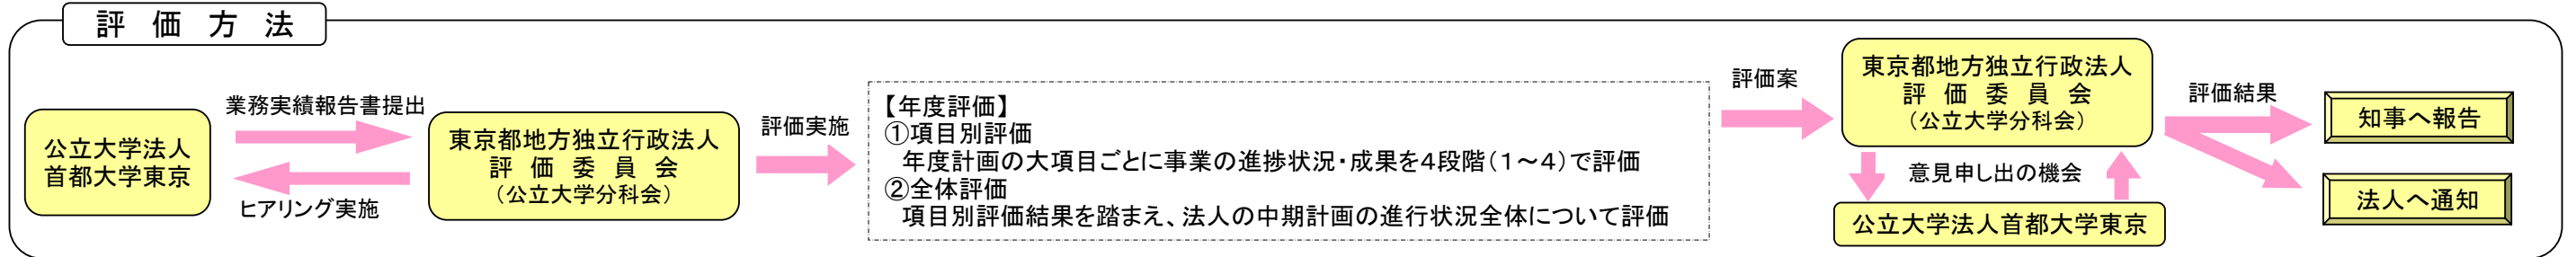 評　価　方　法
公立大学法人
首都大学東京
業務実績報告書提出
ヒアリング実施
東京都地方独立行政法人
評　価　委　員　会
（公立大学分科会）
評価実施
【年度評価】
①項目別評価
年度計画の大項目ごとに事業の進捗状況・成果を４段階（１～４）で評価
②全体評価
項目別評価結果を踏まえ、法人の中期計画の進行状況全体について評価
評価案
東京都地方独立行政法人
評　価　委　員　会
（公立大学分科会）
意見申し出の機会
公立大学法人首都大学東京
評価結果
知事へ報告
法人へ通知